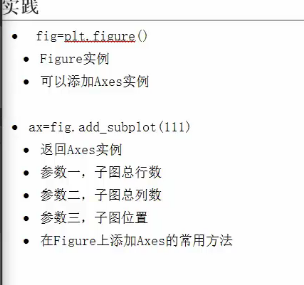 实践
fig=plt.figure()
Figure实例
可以添加Axes实例
ax=fig.add_subplot(111)
返回Axes实例
参数一，子图总行数
参数二，子图总列数
参数三，子图位置
在Figure上添加Axes的常用方法